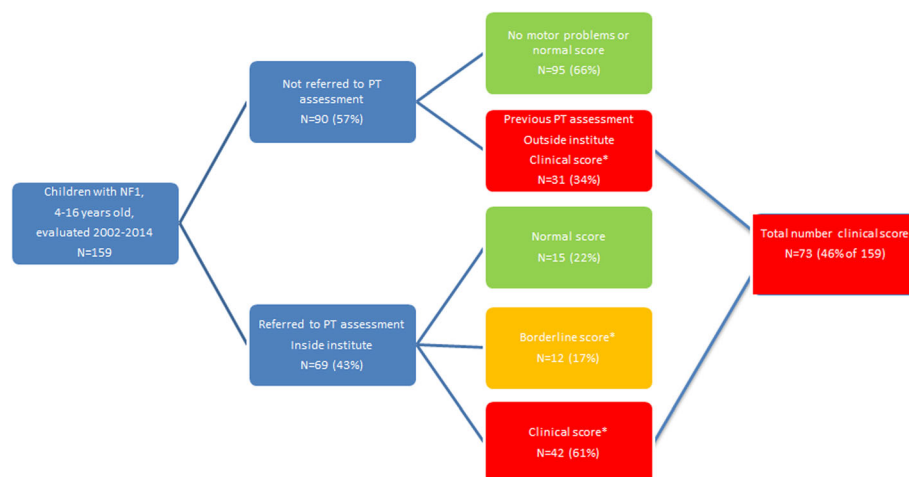 Children with NF1,
4-16 years old,
evaluated 2002-2014
N=159
Not referred to PT
assessment
N=90 (57%)
Referred to PT assessment
Inside institute
N=69 (43%)
No motor problems or
normal score
N=95 (66%)
Previous PT assessment
Outside institute
Clinical score*
N=31 (34%)
Normal score
N=15 (22%)
Borderline score*
N=12 (17%)
Clinical score*
N=42 (61%)
Total number clinical score
N=73 (46% of 159)